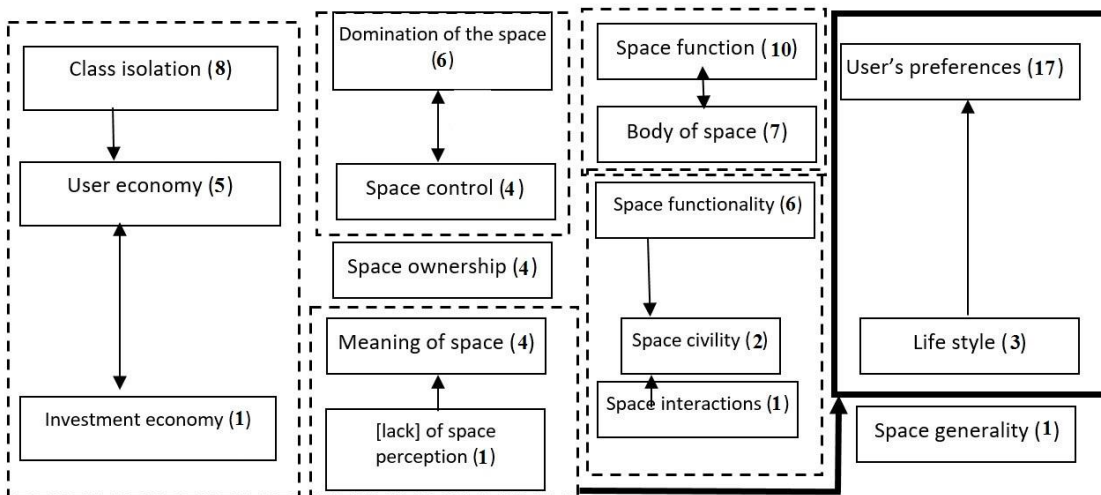 Class isolation (8)
User economy (5)
Investment economy (1)
Domination of the space
(6)
Space control (4)
Space ownership (4)
Meaning of space (4)
[lack] of space
perception (1)
Space function (10)
Body of space (7)
Space functionality (6)
Space civility (2)
Space interactions (1)
User’s preferences (17)
Life style (3)
Space generality (1)